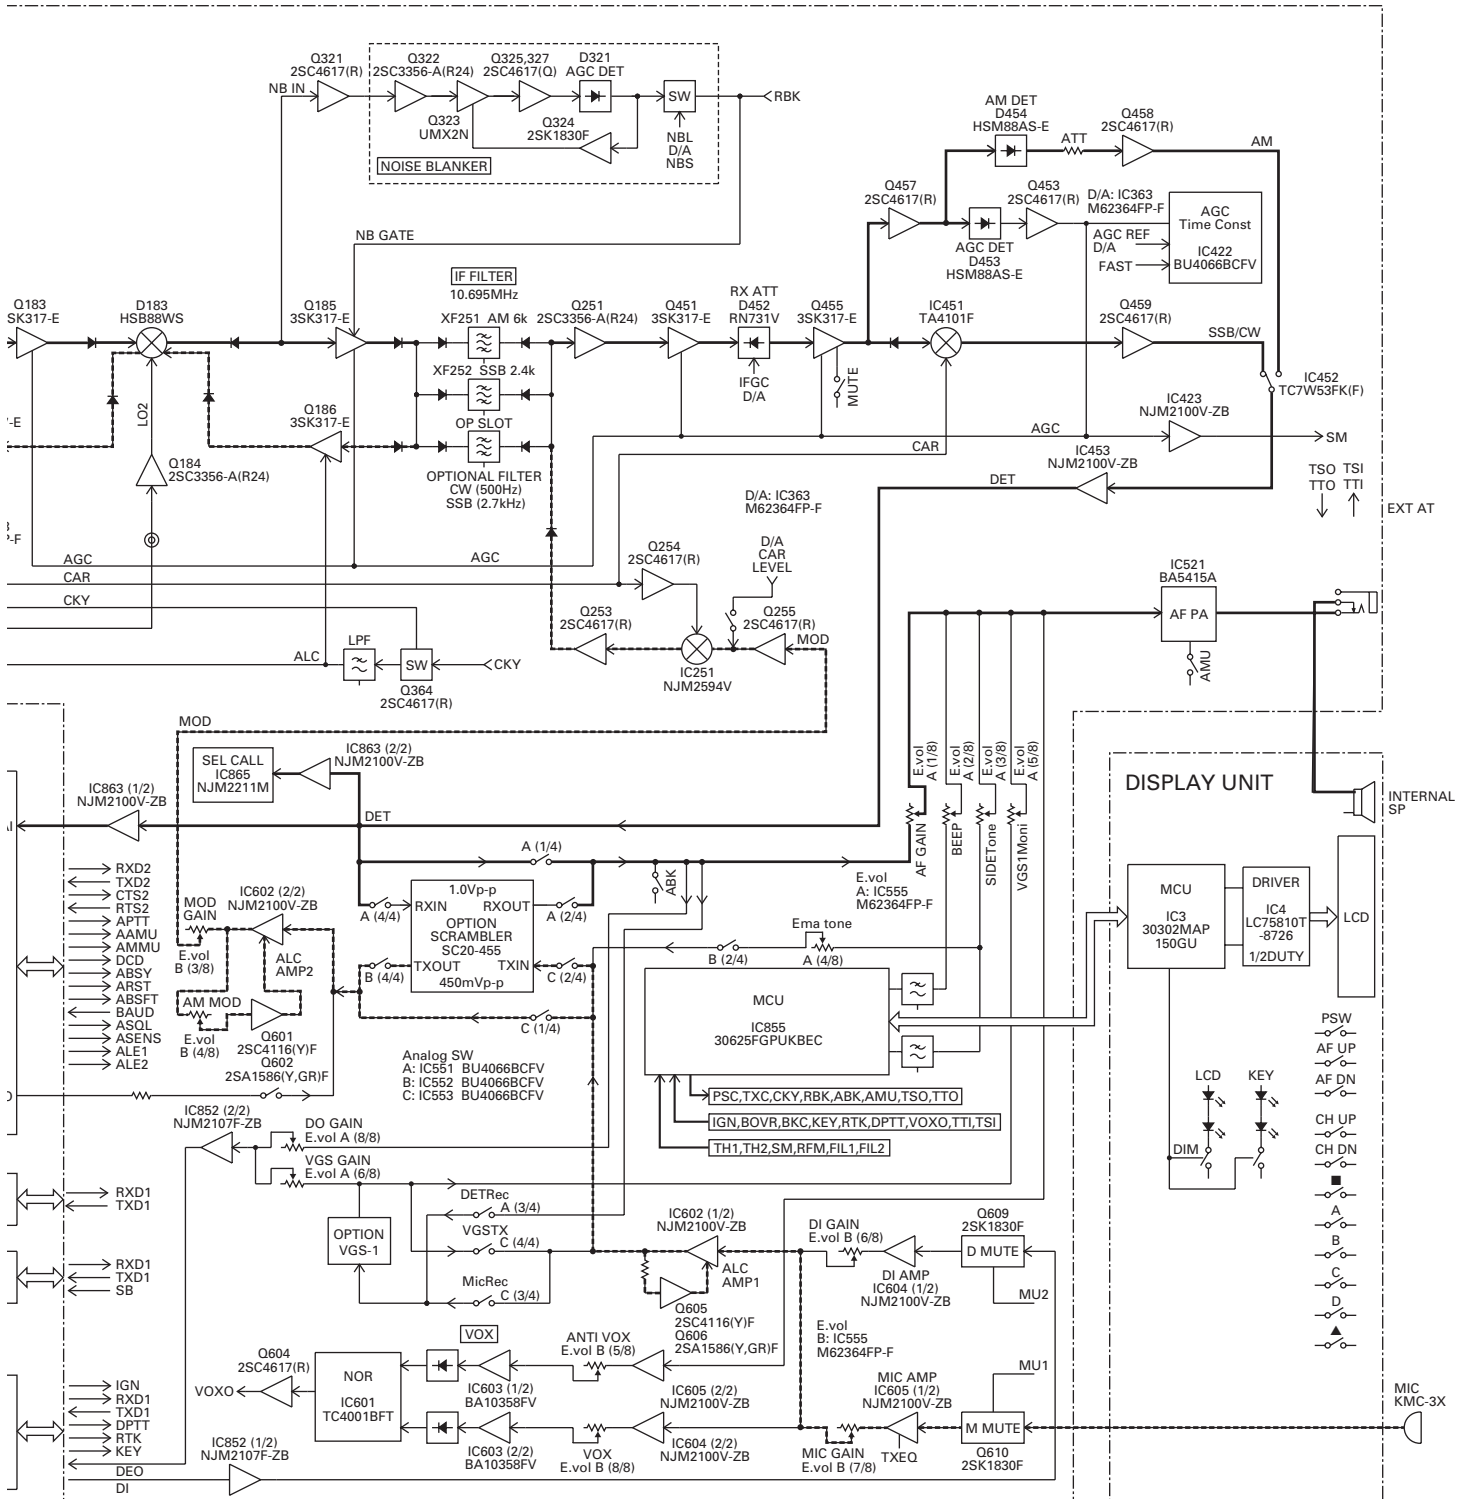 Q321
2SC4617(R)
Q322
2SC3356-A(R24)
Q325,327
2SC4617(Q)
D321
AGC DET
NB IN
SW
RBK
Q323
UMX2N
Q324
2SK1830F
NBL
D/A
NBS
NOISE BLANKER
AM DET
D454
HSM88AS-E
ATT
Q458
2SC4617(R)
AM
Q457
2SC4617(R)
Q453
2SC4617(R)
D/A: IC363
M62364FP-F
AGC
Time Const
IC422
BU4066BCFV
AGC REF
D/A
FAST
AGC DET
D453
HSM88AS-E
NB GATE
IF FILTER
10.695MHz
Q183
3SK317-E
D183
HSB88WS
Q185
3SK317-E
XF251 AM 6k
Q251
2SC3356-A(R24)
Q451
3SK317-E
RX ATT
D452
RN731V
Q455
3SK317-E
IC451
TA4101F
Q459
2SC4617(R)
SSB/CW
XF252 SSB 2.4k
IFGC
D/A
MUTE
IC452
TC7W53FK(F)
LO2
Q186
3SK317-E
OP SLOT
IC423
NJM2100V-ZB
'-E
AGC
SM
CAR
Q184
2SC3356-A(R24)
OPTIONAL FILTER
CW (500Hz)
SSB (2.7kHz)
IC453
NJM2100V-ZB
DET
TSO TSI
TTO TTI
EXT AT
D/A: IC363
M62364FP-F
P-F
AGC
AGC
CAR
CKY
Q254
2SC4617(R)
D/A
CAR
LEVEL
IC521
BA5415A
AF PA
AMU
Q253
2SC4617(R)
Q255
2SC4617(R)
MOD
IC251
NJM2594V
ALC
LPF
SW
CKY
Q364
2SC4617(R)
MOD
SEL CALL
IC865
NJM2211M
IC863 (2/2)
NJM2100V-ZB
IC863 (1/2)
NJM2100V-ZB
DET
E.vol
A (1/8)
E.vol
A (2/8)
E.vol
A (3/8)
E.vol
A (5/8)
AF GAIN
BEEP
SIDETone
VGS1Moni
DISPLAY UNIT
INTERNAL
SP
A (1/4)
ABK
E.vol
A: IC555
M62364FP-F
RXD2
TXD2
CTS2
RTS2
APTT
AAMU
AMMU
DCD
ABSY
ARST
ABSFT
BAUD
ASQL
ASENS
ALE1
ALE2
MOD
GAIN
IC602 (2/2)
NJM2100V-ZB
E.vol
B (3/8)
ALC
AMP2
AM MOD
E.vol
B (4/8)
Q601
2SC4116(Y)F
Q602
2SA1586(Y,GR)F
1.0Vp-p
RXIN RXOUT
OPTION
SCRAMBLER
SC20-455
TXOUT TXIN
450mVp-p
A (4/4)
A (2/4)
B (4/4)
C (2/4)
C (1/4)
Ema tone
B (2/4)
A (4/8)
MCU
IC855
30625FGPUKBEC
MCU
IC3
30302MAP
150GU
DRIVER
IC4
LC75810T
-8726
1/2DUTY
LCD
Analog SW
A: IC551 BU4066BCFV
B: IC552 BU4066BCFV
C: IC553 BU4066BCFV
PSC,TXC,CKY,RBK,ABK,AMU,TSO,TTO
IGN,BOVR,BKC,KEY,RTK,DPTT,VOXO,TTI,TSI
TH1,TH2,SM,RFM,FIL1,FIL2
LCD
KEY
DIM
PSW
AF UP
AF DN
CH UP
CH DN
■
A
B
C
D
▲
IC852 (2/2)
NJM2107F-ZB
DO GAIN
E.vol A (8/8)
VGS GAIN
E.vol A (6/8)
RXD1
TXD1
OPTION
VGS-1
DETRec
A (3/4)
VGSTX
C (4/4)
MicRec
C (3/4)
IC602 (1/2)
NJM2100V-ZB
ALC
AMP1
Q605
2SC4116(Y)F
Q606
2SA1586(Y,GR)F
DI GAIN
E.vol B (6/8)
DI AMP
IC604 (1/2)
NJM2100V-ZB
Q609
2SK1830F
D MUTE
MU2
RXD1
TXD1
SB
E.vol
B: IC555
M62364FP-F
Q604
2SC4617(R)
VOXO
NOR
IC601
TC4001BFT
VOX
ANTI VOX
E.vol B (5/8)
IC603 (1/2)
BA10358FV
IC605 (2/2)
NJM2100V-ZB
IC603 (2/2)
BA10358FV
VOX
E.vol B (8/8)
IC604 (2/2)
NJM2100V-ZB
MIC AMP
IC605 (1/2)
NJM2100V-ZB
MU1
M MUTE
Q610
2SK1830F
MIC GAIN
E.vol B (7/8)
TXEQ
MIC
KMC-3X
IGN
RXD1
TXD1
DPTT
RTK
KEY
IC852 (1/2)
NJM2107F-ZB
DEO
DI